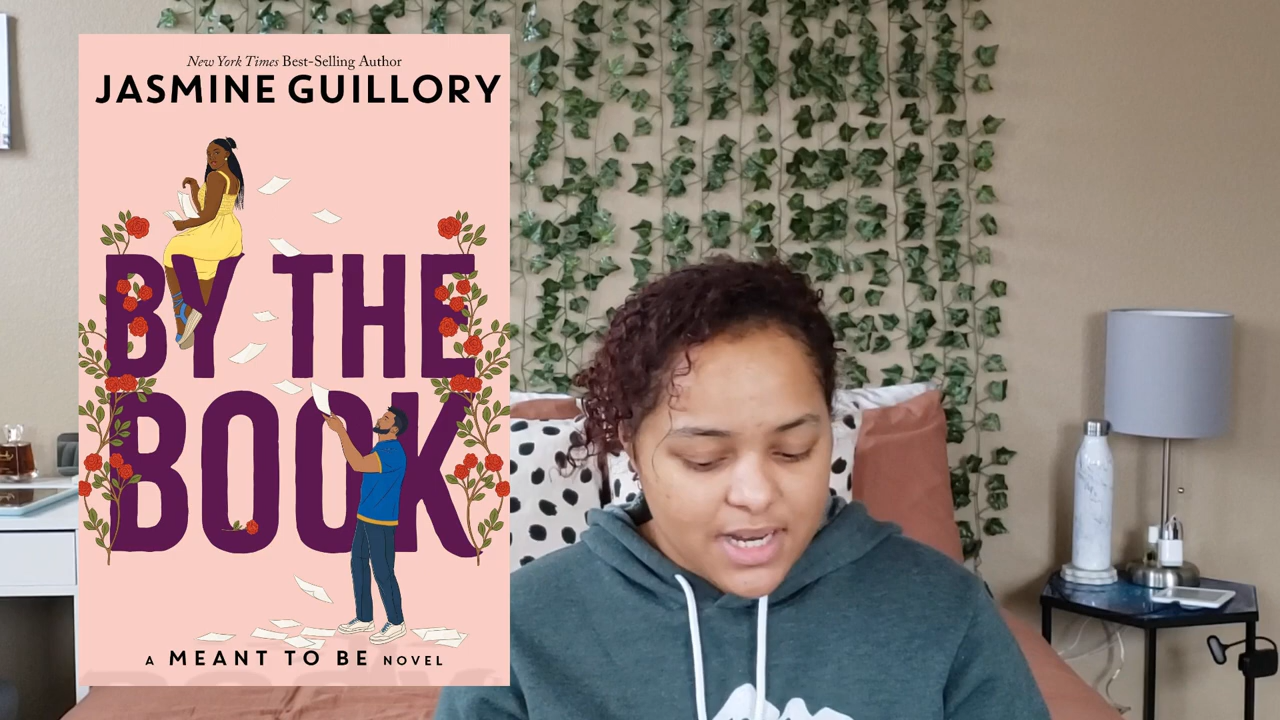 New York Times Best-Selling Author
JASMINE GUILLORY
BY THE
BOOK
A MEANT TO BE NOVEL